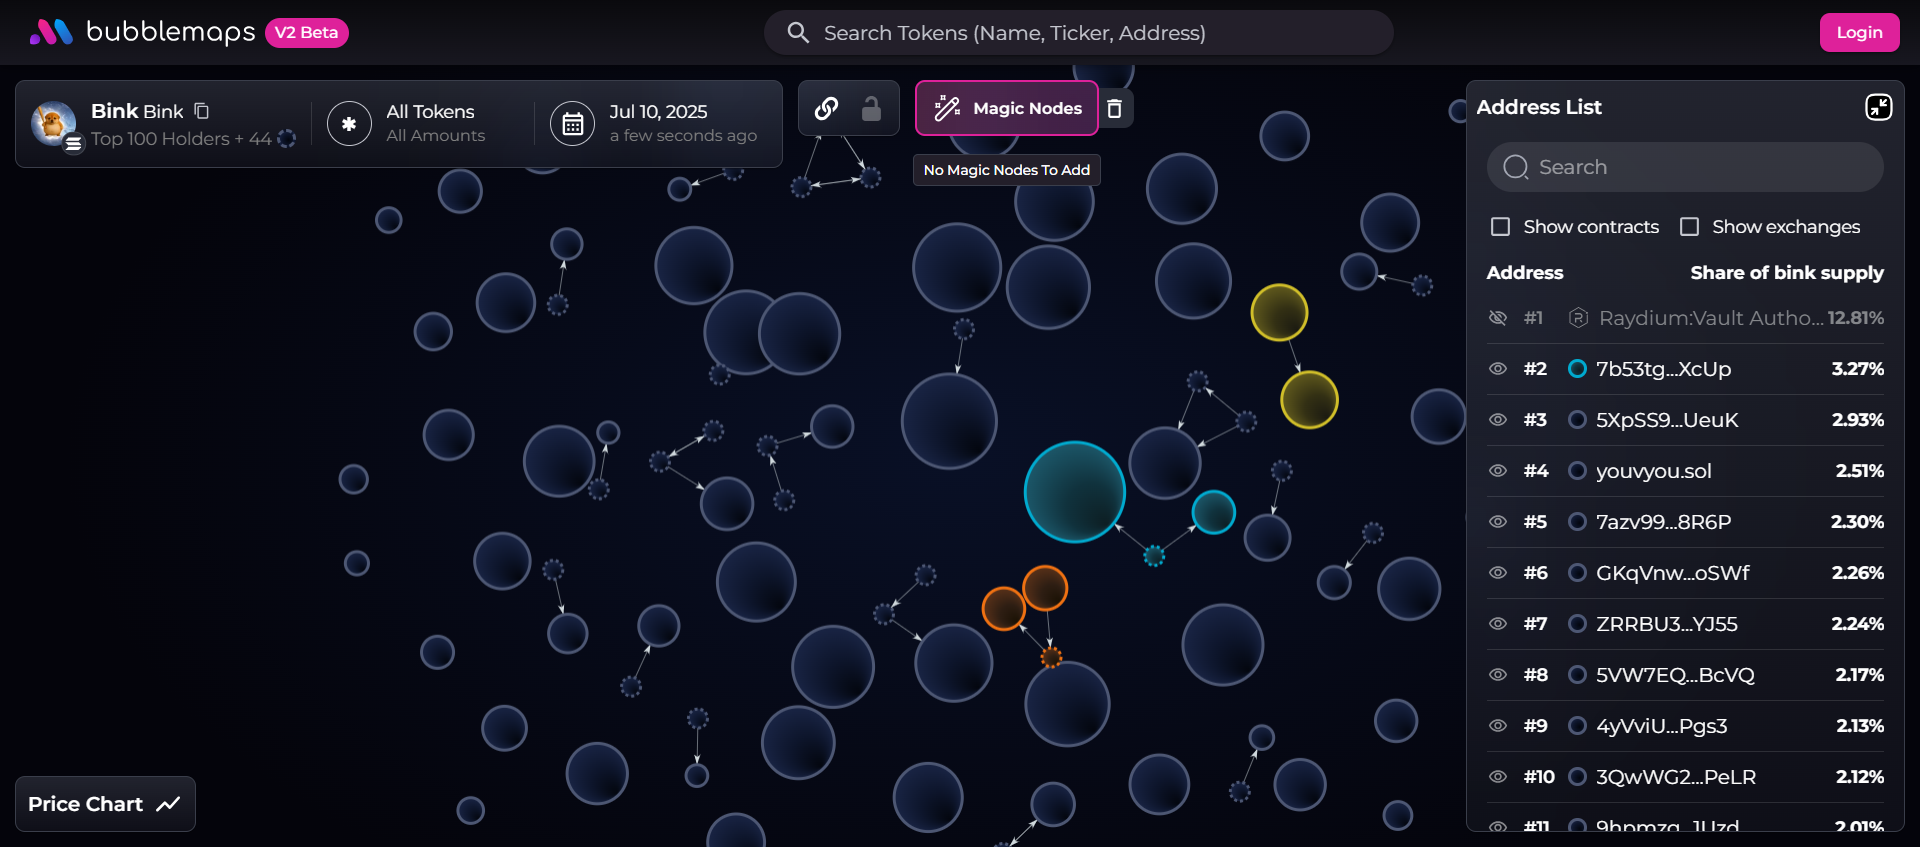 bubblemaps V2 Beta
Search Tokens (Name, Ticker, Address)
Login
Bink Bink
Top 100 Holders + 44
All Tokens
All Amounts
Jul 10, 2025
a few seconds ago
Magic Nodes
No Magic Nodes To Add
Address List
Search
Show contracts Show exchanges
Address Share of bink supply
#1 Raydium:Vault Autho... 12.81%
#2 7b53tg...XcUp 3.27%
#3 5XpSS9...UeuK 2.93%
#4 youvyou.sol 2.51%
#5 7azv99...8R6P 2.30%
#6 GKqVnw...oSWf 2.26%
#7 ZRRBU3...YJ55 2.24%
#8 5VW7EQ...BcVQ 2.17%
#9 4yVviU...Pgs3 2.13%
#10 3QwWG2...PeLR 2.12%
#11 2.01%
Price Chart